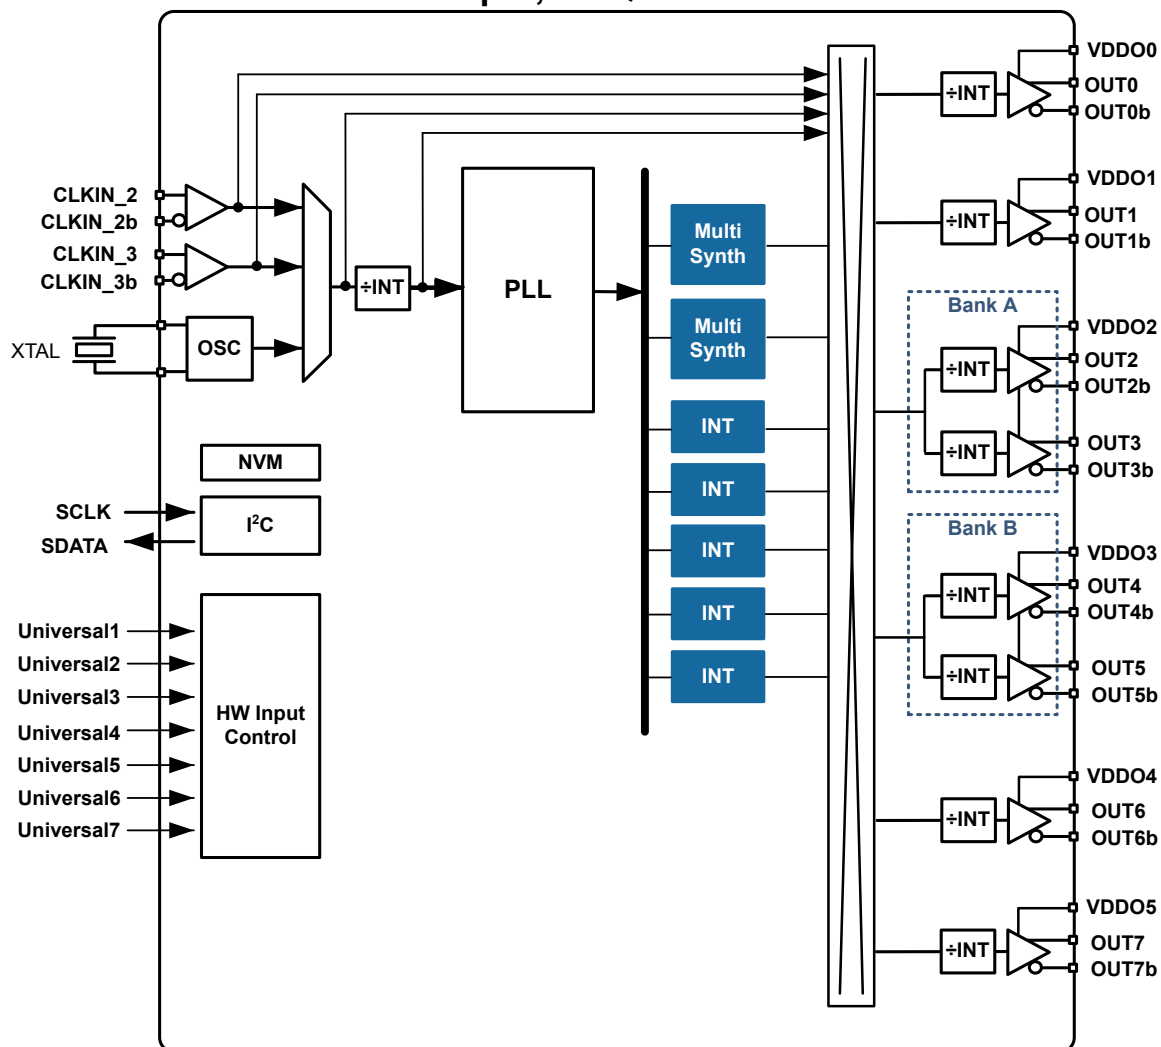 VDDO0
÷INT
OUT0
OUT0b
CLKIN_2
CLKIN_2b
CLKIN_3
CLKIN_3b
XTAL
OSC
÷INT
PLL
Multi
Synth
Multi
Synth
INT
INT
INT
INT
INT
NVM
SCLK
SDATA
I²C
Universal1
Universal2
Universal3
Universal4
Universal5
Universal6
Universal7
HW Input
Control
VDDO1
÷INT
OUT1
OUT1b
Bank A
VDDO2
÷INT
OUT2
OUT2b
÷INT
OUT3
OUT3b
Bank B
VDDO3
÷INT
OUT4
OUT4b
÷INT
OUT5
OUT5b
VDDO4
÷INT
OUT6
OUT6b
VDDO5
÷INT
OUT7
OUT7b